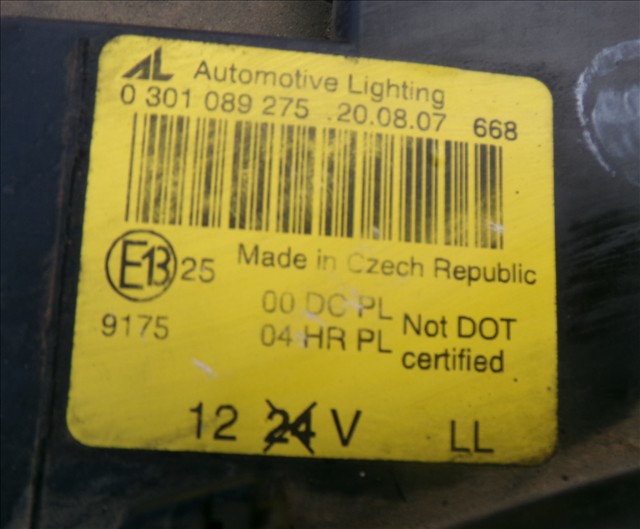 AL Automotive Lighting
0 301 089 275 20.08.07 668
E13 25 Made in Czech Republic
00 DC PL
9175 04 HR PL Not DOT
certified
12 24 V LL